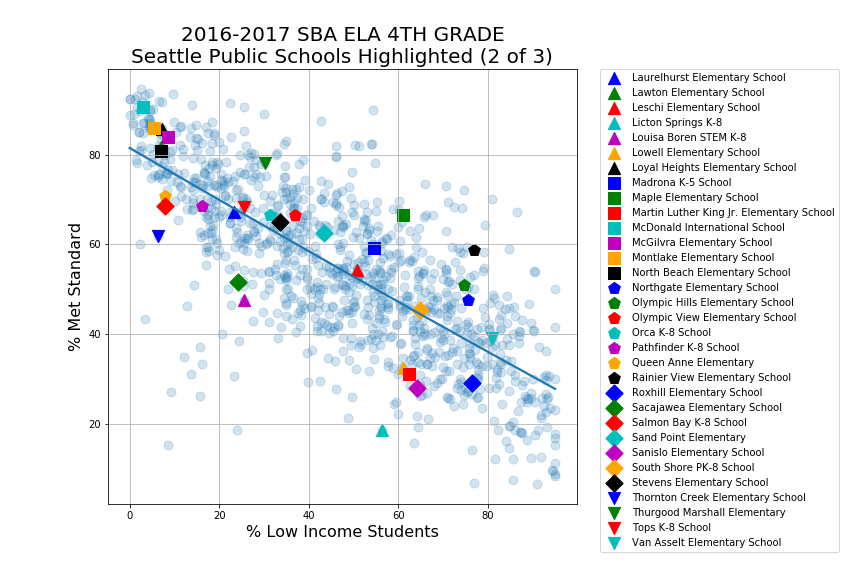 2016-2017 SBA ELA 4TH GRADE
Seattle Public Schools Highlighted (2 of 3)
% Met Standard
80
60
40
20
0
20
40
60
80
% Low Income Students
Laurelhurst Elementary School
Lawton Elementary School
Leschi Elementary School
Licton Springs K-8
Louisa Boren STEM K-8
Lowell Elementary School
Loyal Heights Elementary School
Madrona K-5 School
Maple Elementary School
Martin Luther King Jr. Elementary School
McDonald International School
McGilvra Elementary School
Montlake Elementary School
North Beach Elementary School
Northgate Elementary School
Olympic Hills Elementary School
Olympic View Elementary School
Orca K-8 School
Pathfinder K-8 School
Queen Anne Elementary
Rainier View Elementary School
Roxhill Elementary School
Sacajawea Elementary School
Salmon Bay K-8 School
Sand Point Elementary
Sanislo Elementary School
South Shore PK-8 School
Stevens Elementary School
Thornton Creek Elementary School
Thurgood Marshall Elementary
Tops K-8 School
Van Asselt Elementary School